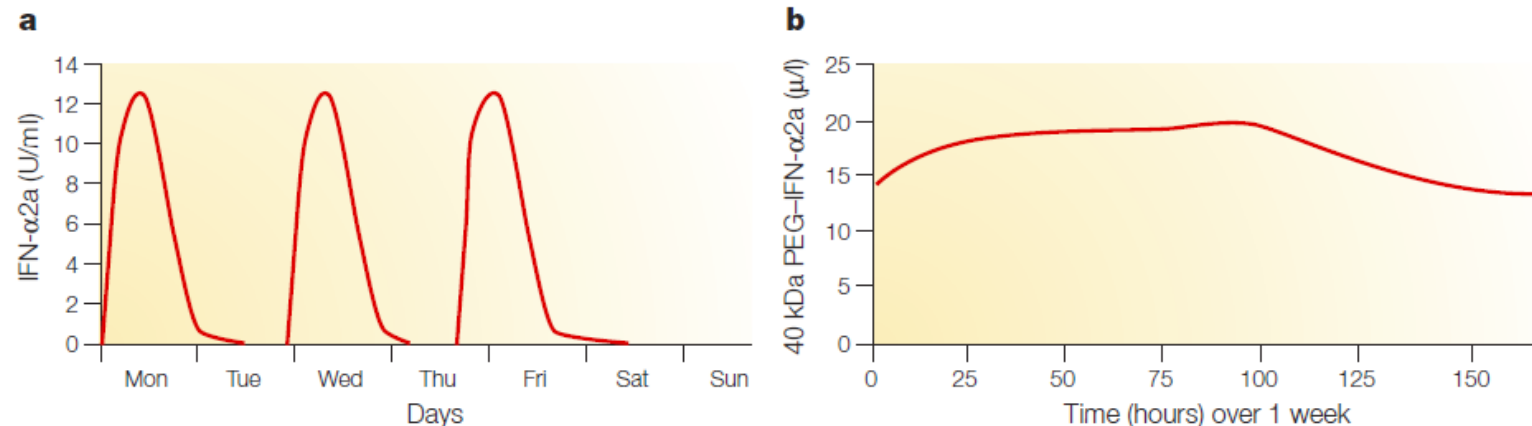 a
14
12
10
8
6
4
2
0
IFN-α2a (U/ml)
Mon Tue Wed Thu Fri Sat Sun
Days
b
25
20
15
10
5
0
40 kDa PEG–IFN-α2a (μ/l)
0 25 50 75 100 125 150
Time (hours) over 1 week